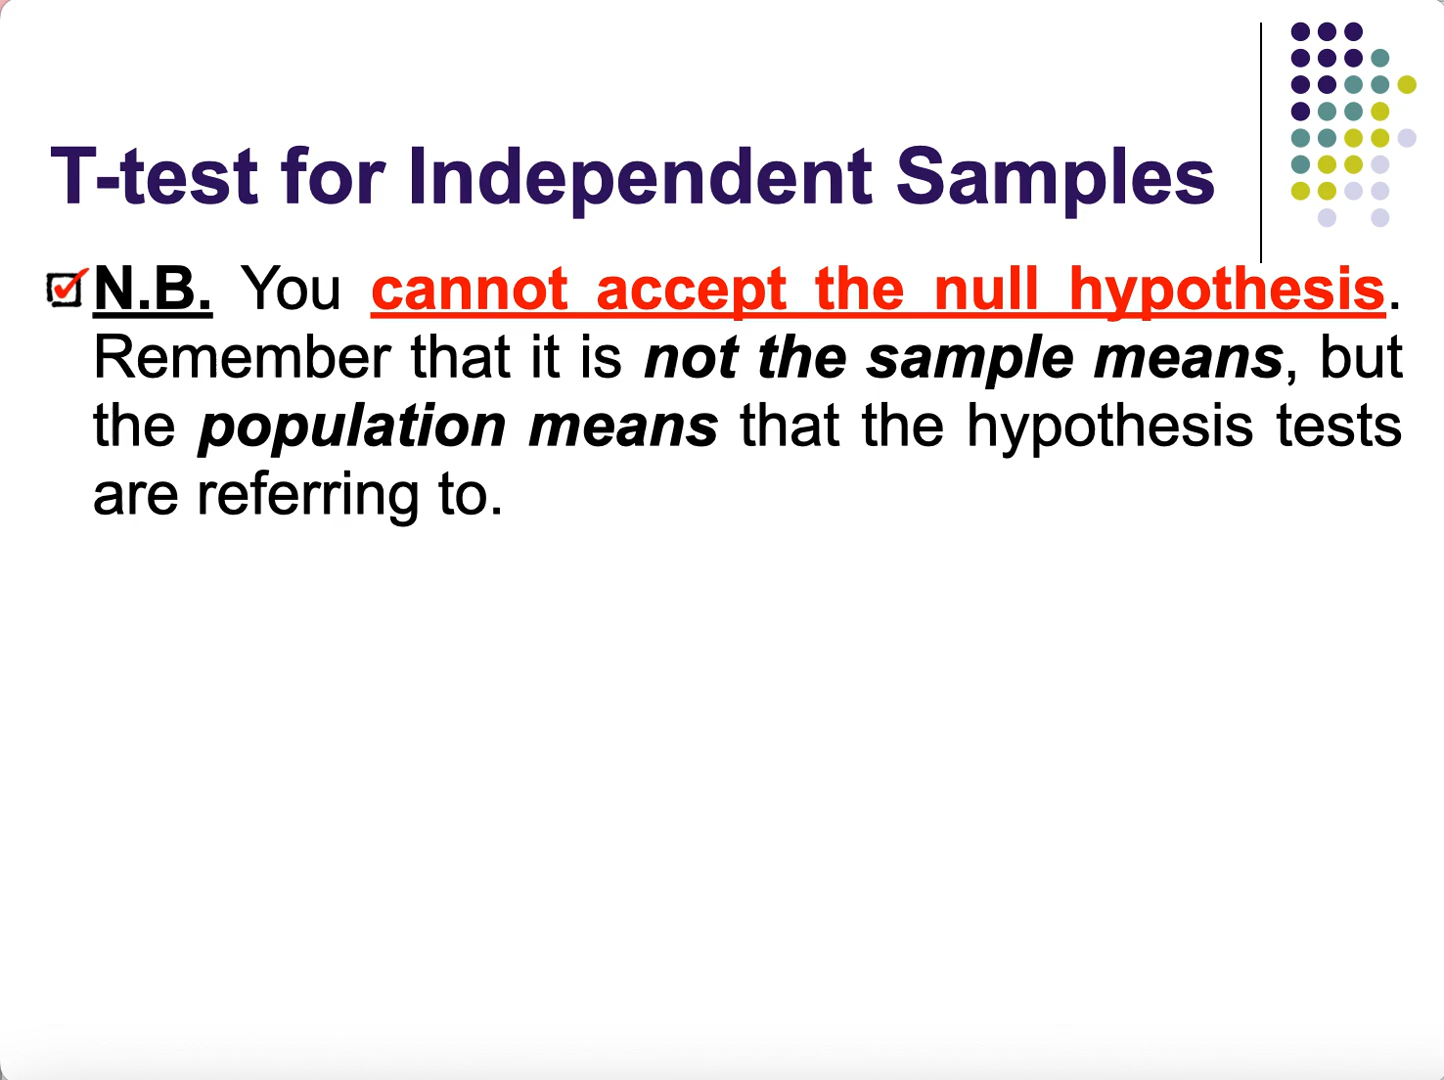 T-test for Independent Samples
N.B. You cannot accept the null hypothesis.
Remember that it is not the sample means, but
the population means that the hypothesis tests
are referring to.